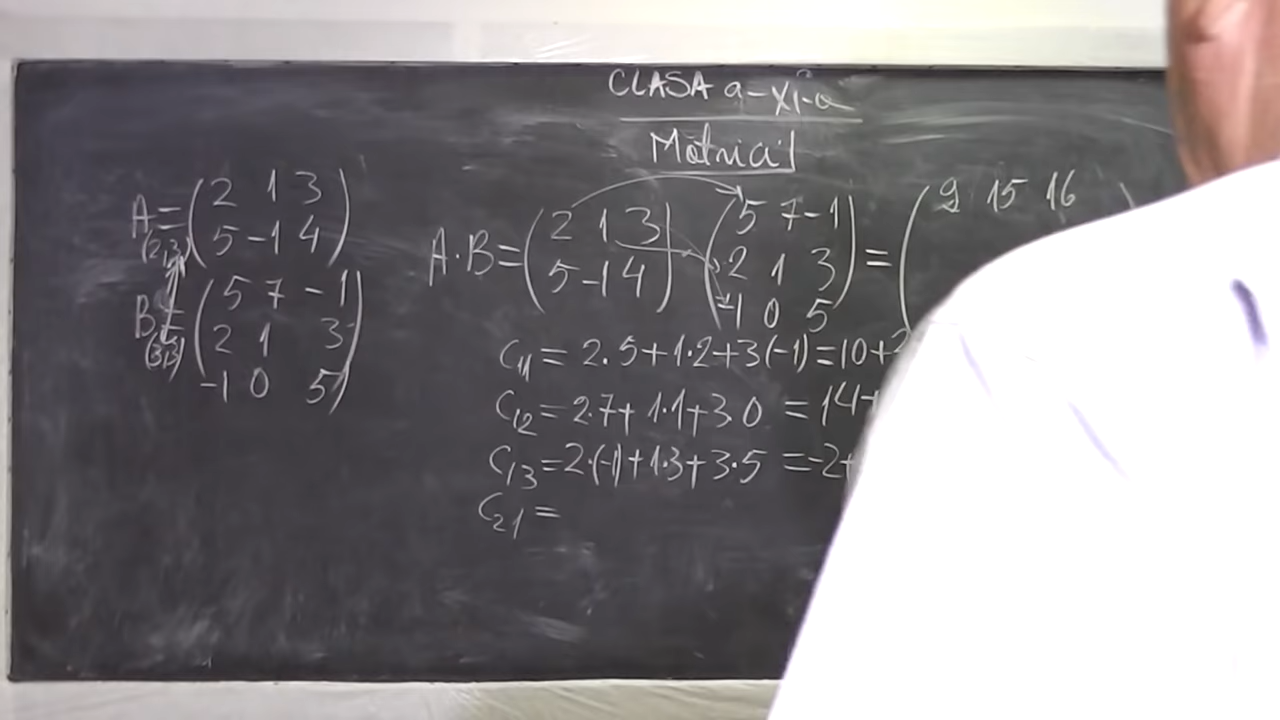 CLASA a-XI-a
Matrici
A = ( 2 1 3
(2,3) 5 -1 4 )
B = ( 5 7 -1
(3,3) 2 1 3
-1 0 5 )
A·B = ( 2 1 3 ) ( 5 7 -1 ) = ( 9 15 16
5 -1 4 2 1 3
-1 0 5
C11 = 2·5+1·2+3(-1)=10+2
C12 = 2·7+1·1+3·0 = 14+
C13 = 2·(-1)+1·3+3·5 = -2+
C21 =